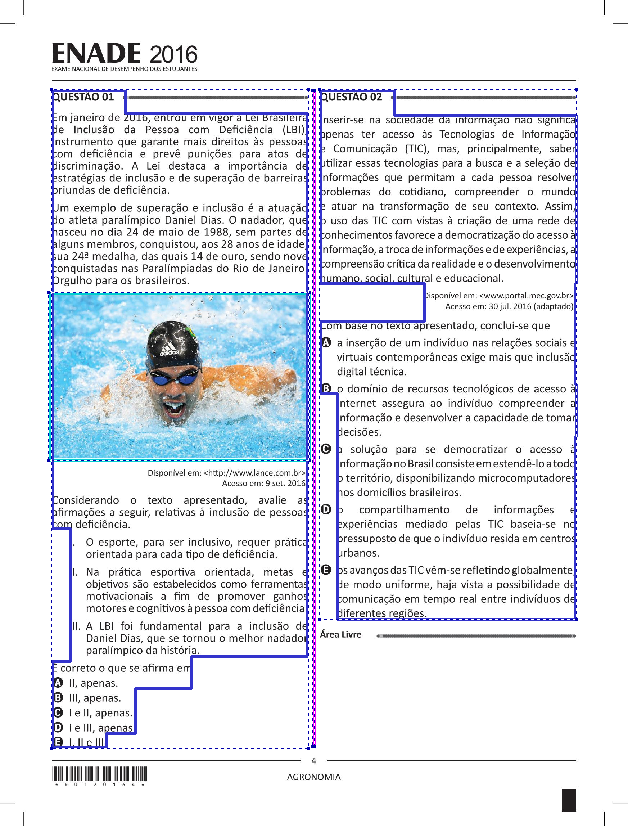 ENADE 2016
EXAME NACIONAL DE DESEMPENHO DOS ESTUDANTES
QUESTÃO 01
Em janeiro de 2016, entrou em vigor a Lei Brasileira
de Inclusão da Pessoa com Deficiência (LBI),
instrumento que garante mais direitos às pessoas
com deficiência e prevê punições para atos de
discriminação. A Lei destaca a importância de
estratégias de inclusão e de superação de barreiras
oriundas de deficiência.
Um exemplo de superação e inclusão é a atuação
do atleta paralímpico Daniel Dias. O nadador, que
nasceu no dia 24 de maio de 1988, sem partes de
alguns membros, conquistou, aos 28 anos de idade,
sua 24ª medalha, das quais 14 de ouro, sendo nove
conquistadas nas Paralimpíadas do Rio de Janeiro.
Orgulho para os brasileiros.
adidas
Disponível em: <http://www.lance.com.br>
Acesso em: 9 set. 2016
Considerando o texto apresentado, avalie as
afirmações a seguir, relativas à inclusão de pessoas
com deficiência.
I. O esporte, para ser inclusivo, requer prática
orientada para cada tipo de deficiência.
II. Na prática esportiva orientada, metas e
objetivos são estabelecidos como ferramentas
motivacionais a fim de promover ganhos
motores e cognitivos à pessoa com deficiência.
III. A LBI foi fundamental para a inclusão de
Daniel Dias, que se tornou o melhor nadador
paralímpico da história.
É correto o que se afirma em
A II, apenas.
B III, apenas.
C I e II, apenas.
D I e III, apenas.
E I, II e III.
QUESTÃO 02
Inserir-se na sociedade da informação não significa
apenas ter acesso às Tecnologias de Informação
e Comunicação (TIC), mas, principalmente, saber
utilizar essas tecnologias para a busca e a seleção de
informações que permitam a cada pessoa resolver
problemas do cotidiano, compreender o mundo
e atuar na transformação de seu contexto. Assim,
o uso das TIC com vistas à criação de uma rede de
conhecimentos favorece a democratização do acesso à
informação, a troca de informações e de experiências, a
compreensão crítica da realidade e o desenvolvimento
humano, social, cultural e educacional.
Disponível em: <www.portal.mec.gov.br>
Acesso em: 30 jul. 2016 (adaptado)
Com base no texto apresentado, conclui-se que
A a inserção de um indivíduo nas relações sociais e
virtuais contemporâneas exige mais que inclusão
digital técnica.
B o domínio de recursos tecnológicos de acesso à
internet assegura ao indivíduo compreender a
informação e desenvolver a capacidade de tomar
decisões.
C a solução para se democratizar o acesso à
informação no Brasil consiste em estendê-lo a todo
o território, disponibilizando microcomputadores
nos domicílios brasileiros.
D o compartilhamento de informações e
experiências mediado pelas TIC baseia-se no
pressuposto de que o indivíduo resida em centros
urbanos.
E os avanços das TIC vêm-se refletindo globalmente,
de modo uniforme, haja vista a possibilidade de
comunicação em tempo real entre indivíduos de
diferentes regiões.
Área Livre
4
AGRONOMIA